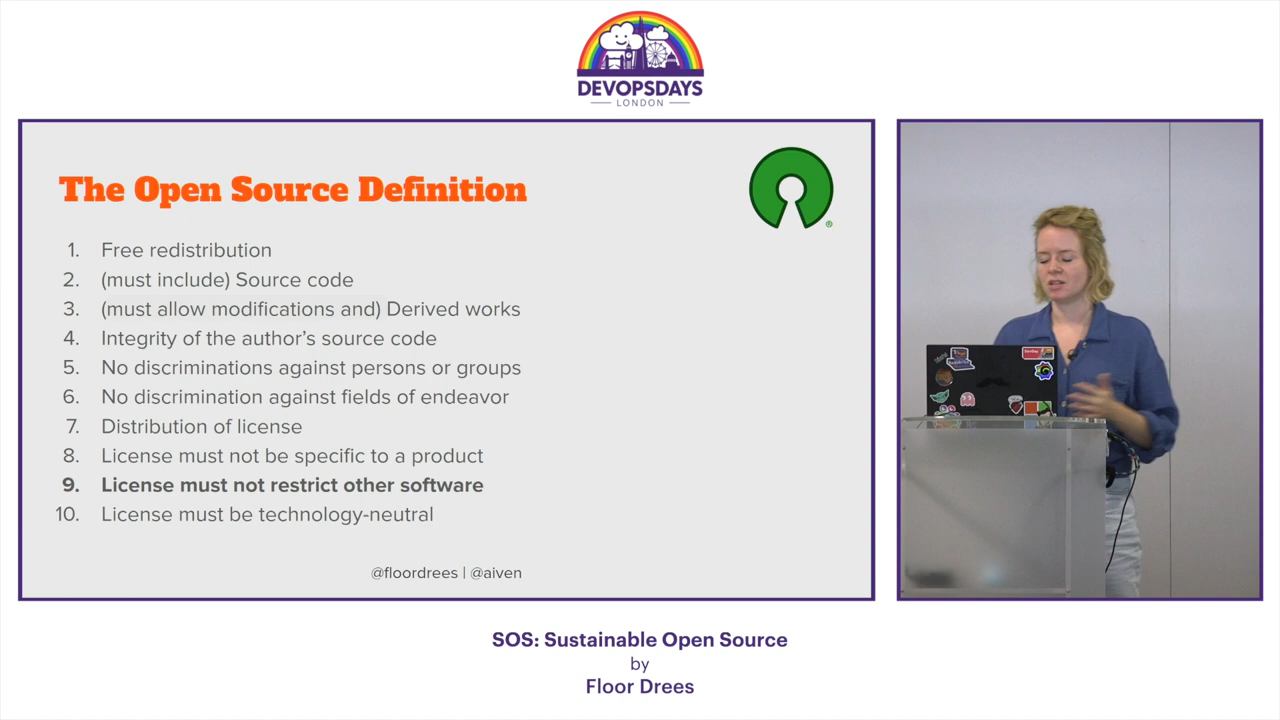 DEVOPSDAYS
LONDON
The Open Source Definition
1. Free redistribution
2. (must include) Source code
3. (must allow modifications and) Derived works
4. Integrity of the author's source code
5. No discriminations against persons or groups
6. No discrimination against fields of endeavor
7. Distribution of license
8. License must not be specific to a product
9. License must not restrict other software
10. License must be technology-neutral
@floordrees | @aiven
SOS: Sustainable Open Source
by
Floor Drees